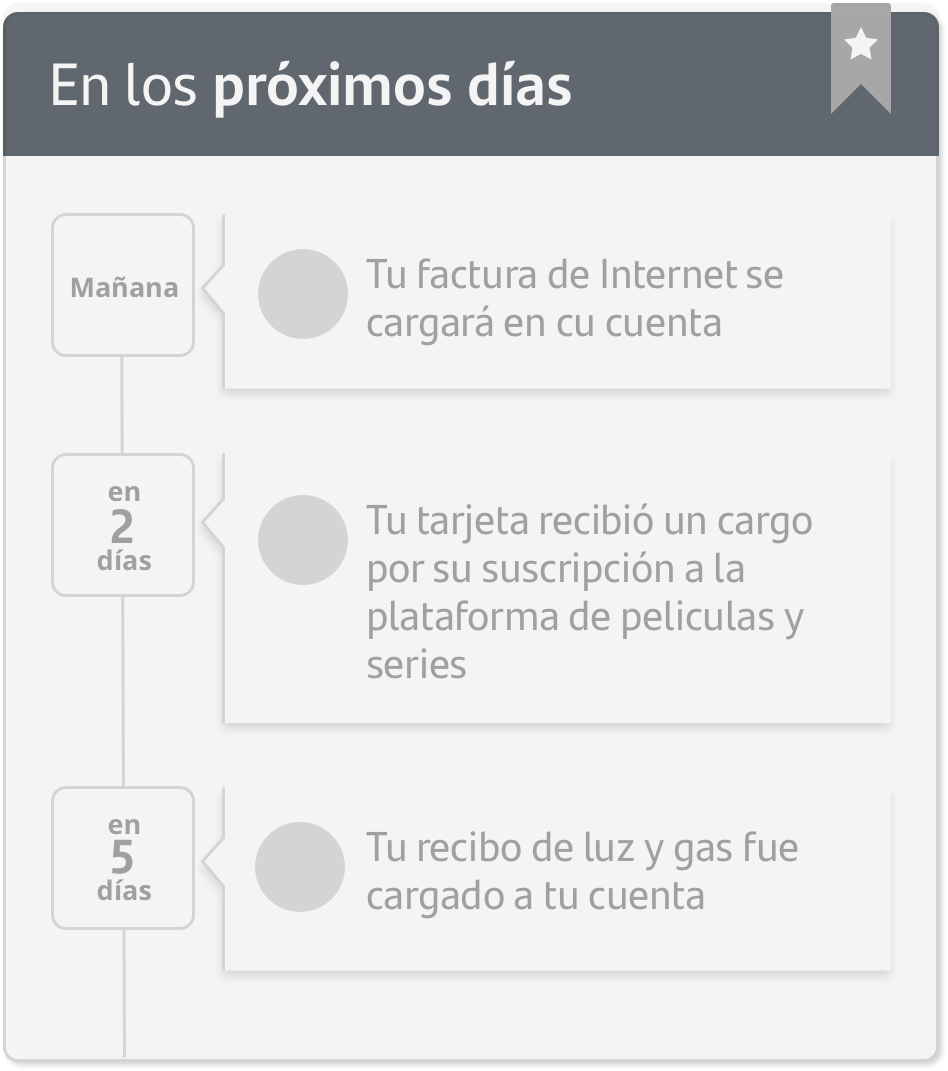 En los próximos días
Mañana
Tu factura de Internet se
cargará en cu cuenta
en
2
días
Tu tarjeta recibió un cargo
por su suscripción a la
plataforma de peliculas y
series
en
5
días
Tu recibo de luz y gas fue
cargado a tu cuenta